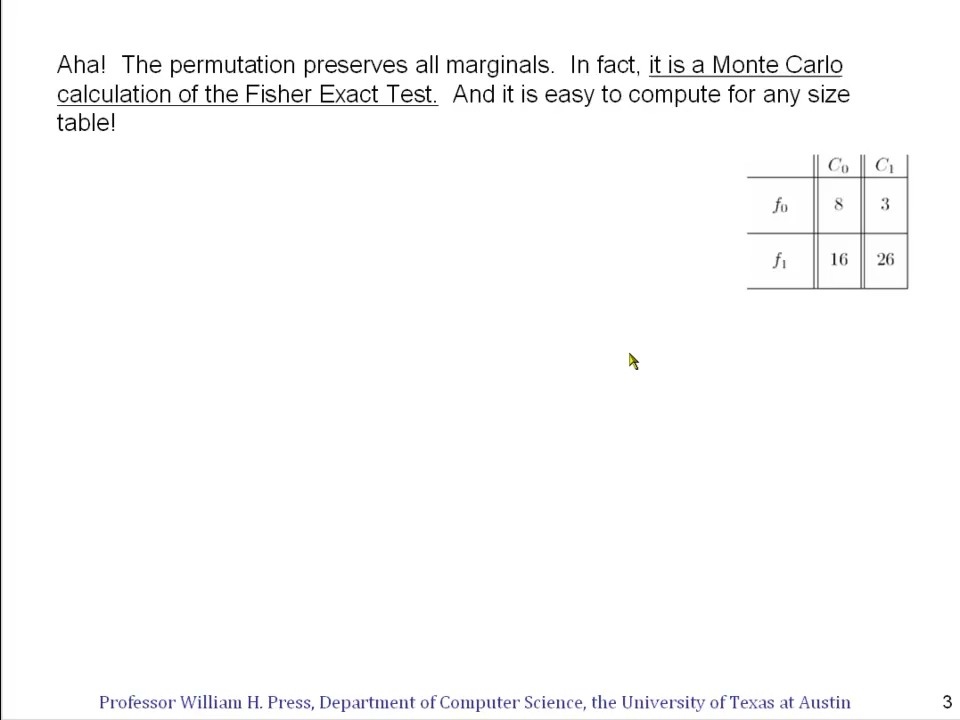 Aha!  The permutation preserves all marginals.  In fact, it is a Monte Carlo
calculation of the Fisher Exact Test.  And it is easy to compute for any size
table!
C₀ C₁
f₀ 8 3
f₁ 16 26
Professor William H. Press, Department of Computer Science, the University of Texas at Austin
3